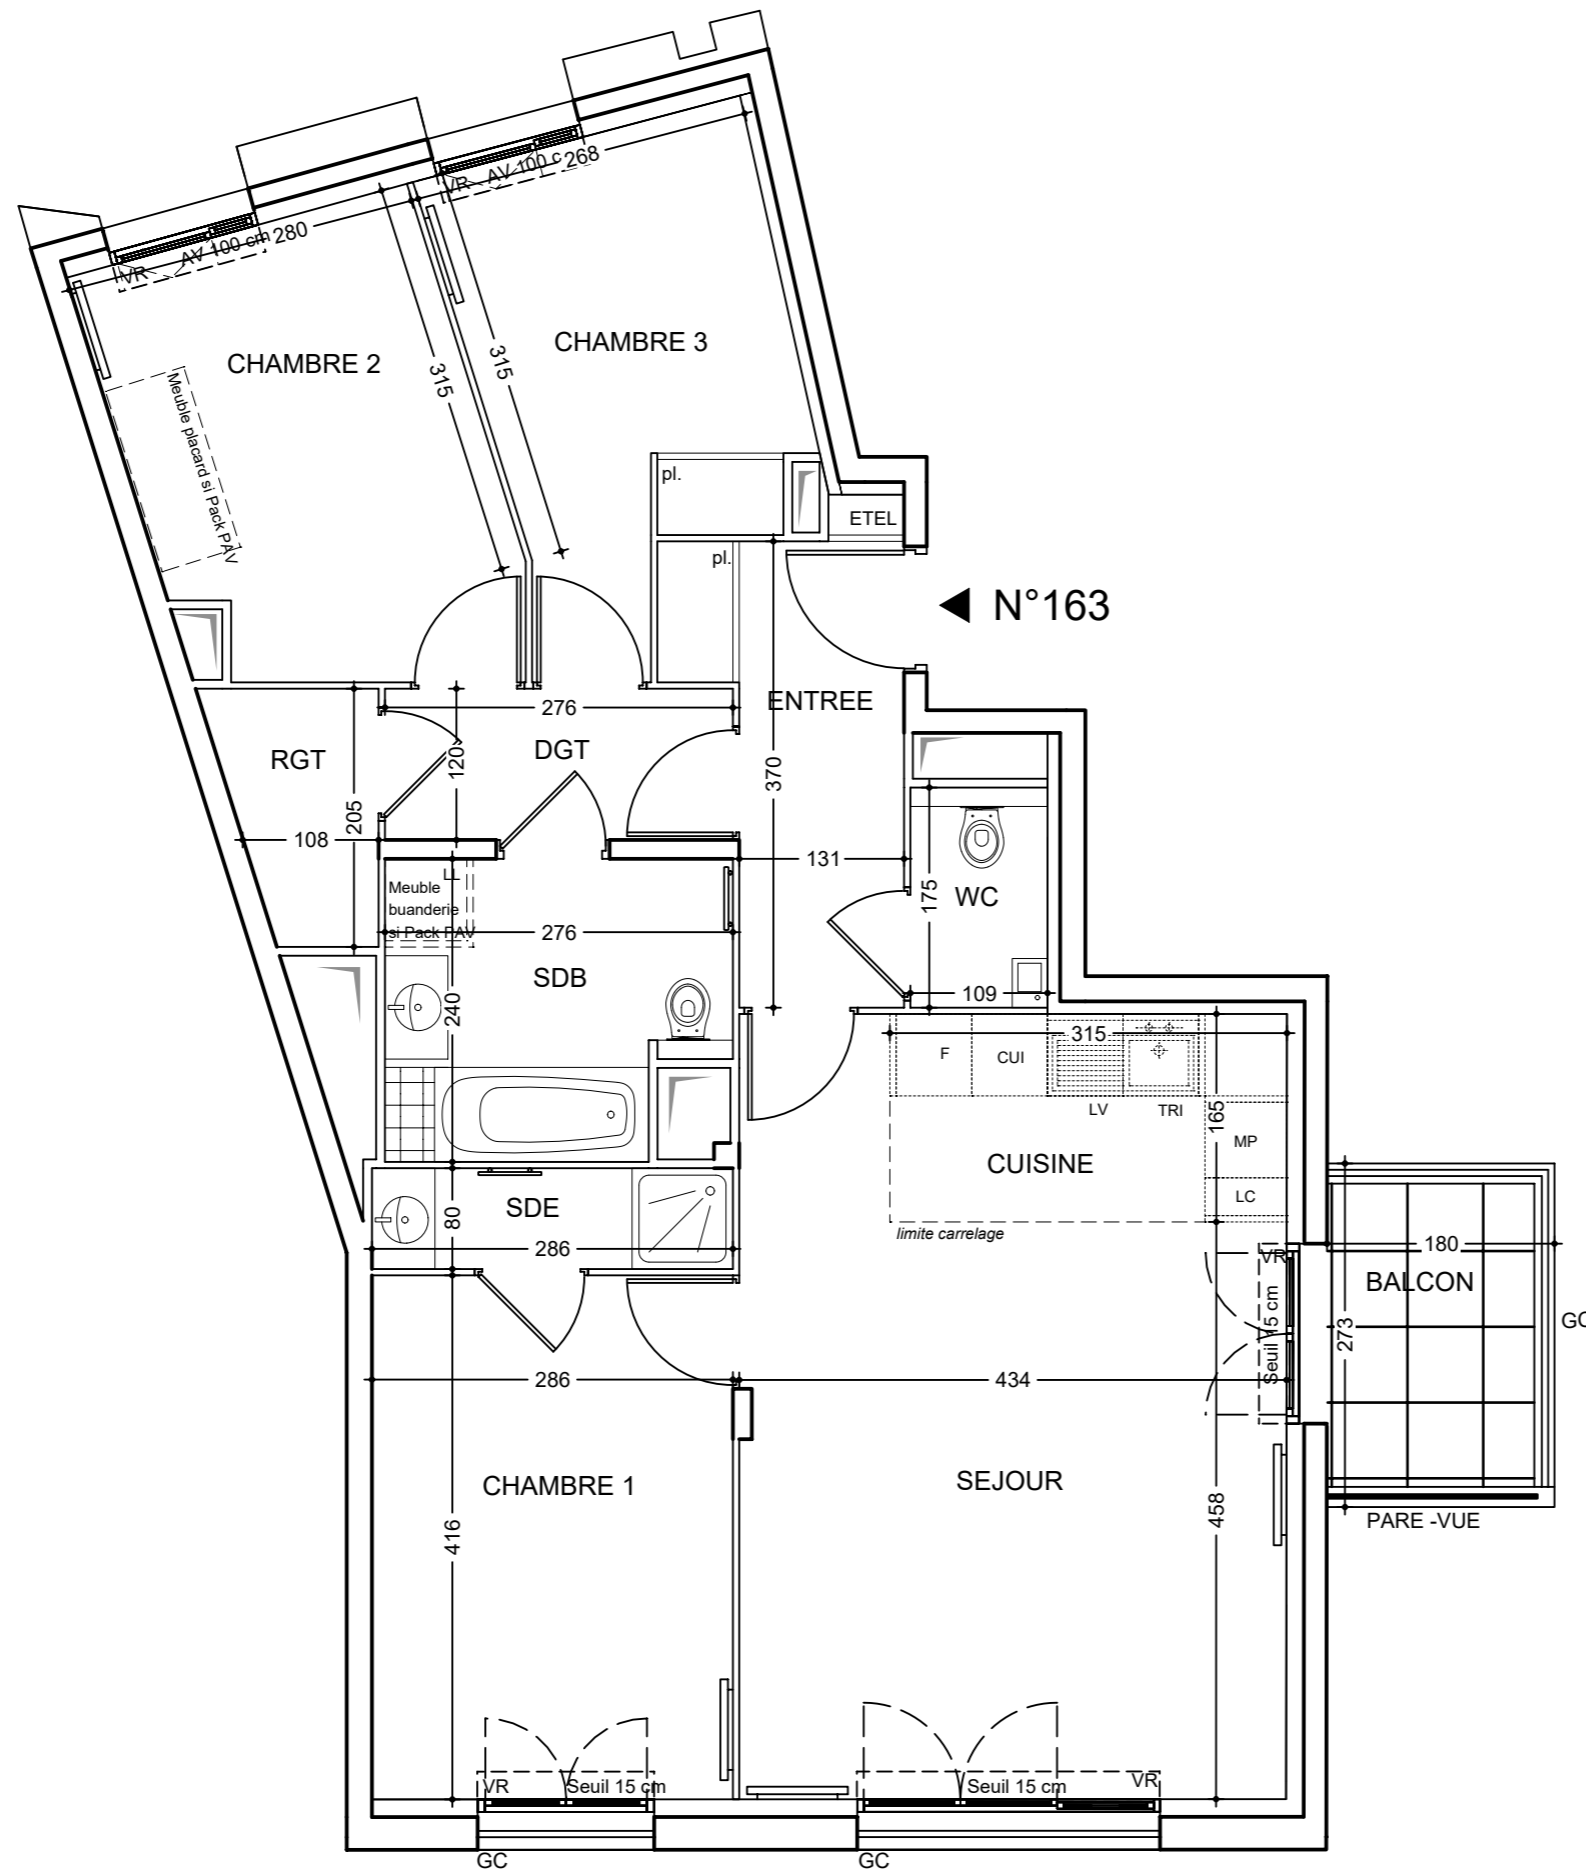 VR
AV 100 cm
280
VR
AV 100 c
268
CHAMBRE 2
CHAMBRE 3
315
315
Meuble placard si Pack PAV
pl.
ETEL
pl.
N°163
276
ENTREE
RGT
DGT
120
205
370
108
131
175
WC
LL
Meuble
buanderie
si Pack PAV
276
SDB
240
109
315
F
CUI
LV
TRI
165
MP
CUISINE
LC
limite carrelage
SDE
80
286
180
VR
BALCON
Seuil 15 cm
273
GC
286
434
CHAMBRE 1
SEJOUR
416
458
PARE -VUE
VR
Seuil 15 cm
Seuil 15 cm
VR
GC
GC